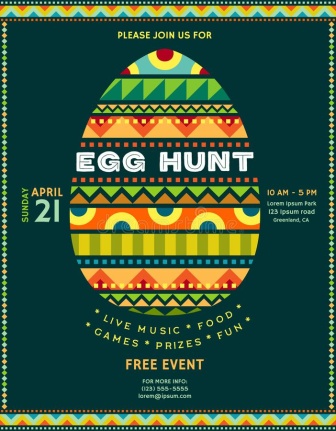 PLEASE JOIN US FOR
EGG HUNT
SUNDAY
APRIL
21
10 AM - 5 PM
Lorem Ipsum Park
123 Ipsum road
Greenland, CA
* LIVE MUSIC * FOOD *
* GAMES * PRIZES * FUN *
FREE EVENT
FOR MORE INFO:
(123) 555-5555
lorem@ipsum.com